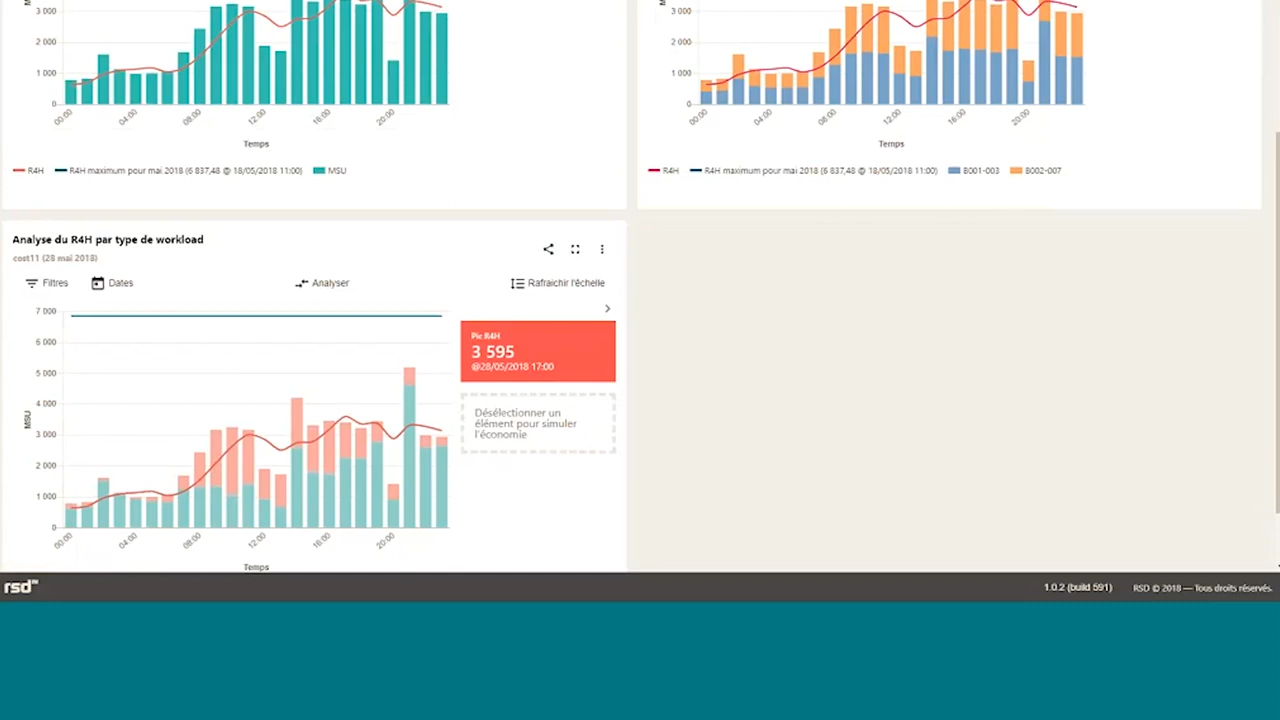 3 000
2 000
1 000
0
00:00 04:00 08:00 12:00 16:00 20:00
Temps
R4H R4H maximum pour mai 2018 (6 837,48 @ 18/05/2018 11:00) MSU
3 000
2 000
1 000
0
00:00 04:00 08:00 12:00 16:00 20:00
Temps
R4H R4H maximum pour mai 2018 (6 837,48 @ 18/05/2018 11:00) B001-003 B002-007
Analyse du R4H par type de workload
cost11 (28 mai 2018)
Filtres Dates Analyser Rafraichir l'échelle
7 000
6 000
5 000
4 000
3 000
2 000
1 000
0
MSU
00:00 04:00 08:00 12:00 16:00 20:00
Temps
Pic R4H
3 595
@28/05/2018 17:00
Désélectionner un
élément pour simuler
l'économie
rsd
1.0.2 (build 591) RSD © 2018 — Tous droits réservés.